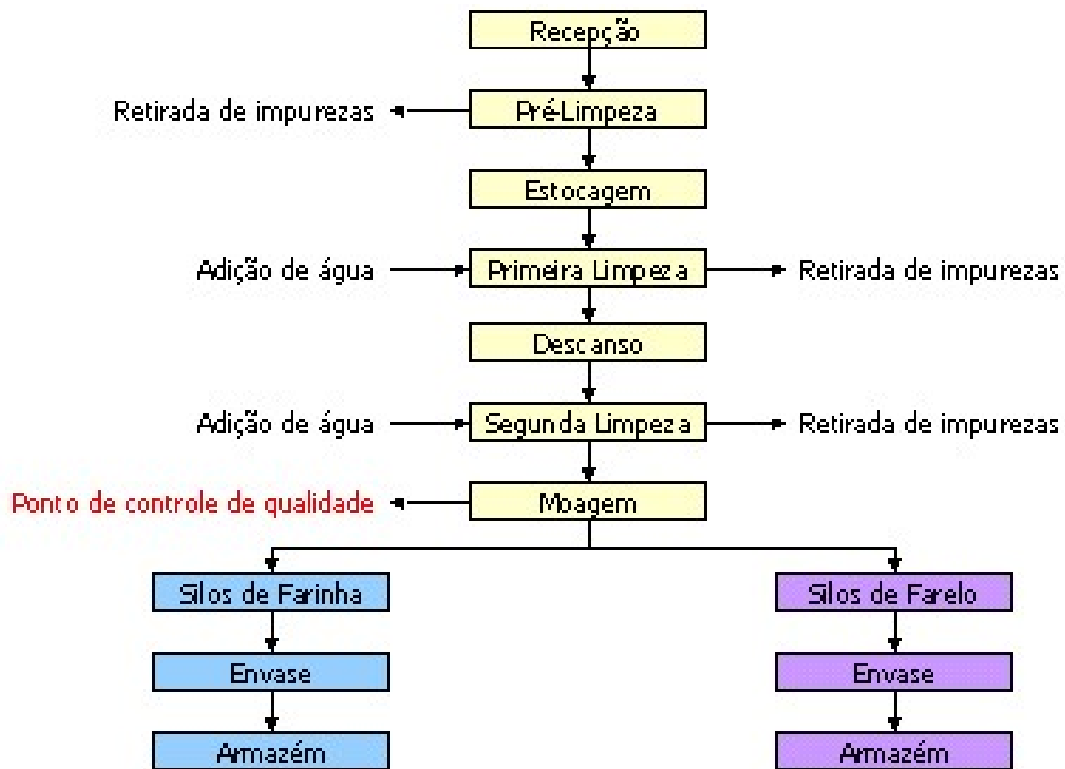 Recepção
Retirada de impurezas
Pré-Limpeza
Estocagem
Adição de água
Primeira Limpeza
Retirada de impurezas
Descanso
Adição de água
Segunda Limpeza
Retirada de impurezas
Ponto de controle de qualidade
Moagem
Silos de Farinha
Silos de Farelo
Envase
Envase
Armazém
Armazém